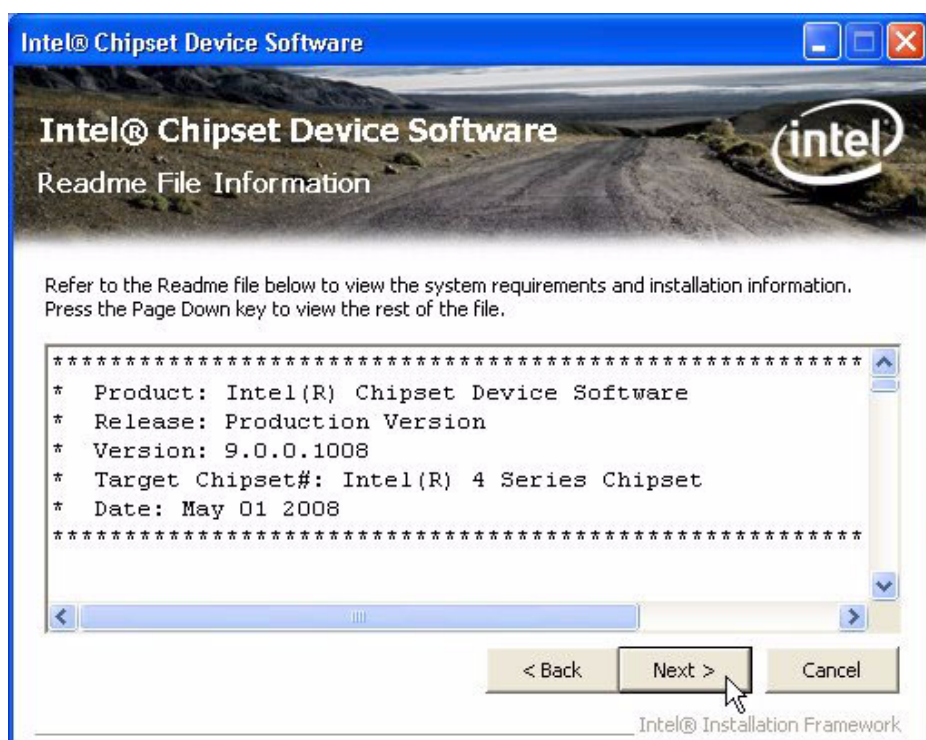 Intel® Chipset Device Software
Intel® Chipset Device Software
intel
Readme File Information
Refer to the Readme file below to view the system requirements and installation information.
Press the Page Down key to view the rest of the file.
********************************************************
* Product: Intel(R) Chipset Device Software
* Release: Production Version
* Version: 9.0.0.1008
* Target Chipset#: Intel(R) 4 Series Chipset
* Date: May 01 2008
********************************************************
< Back
Next >
Cancel
Intel® Installation Framework